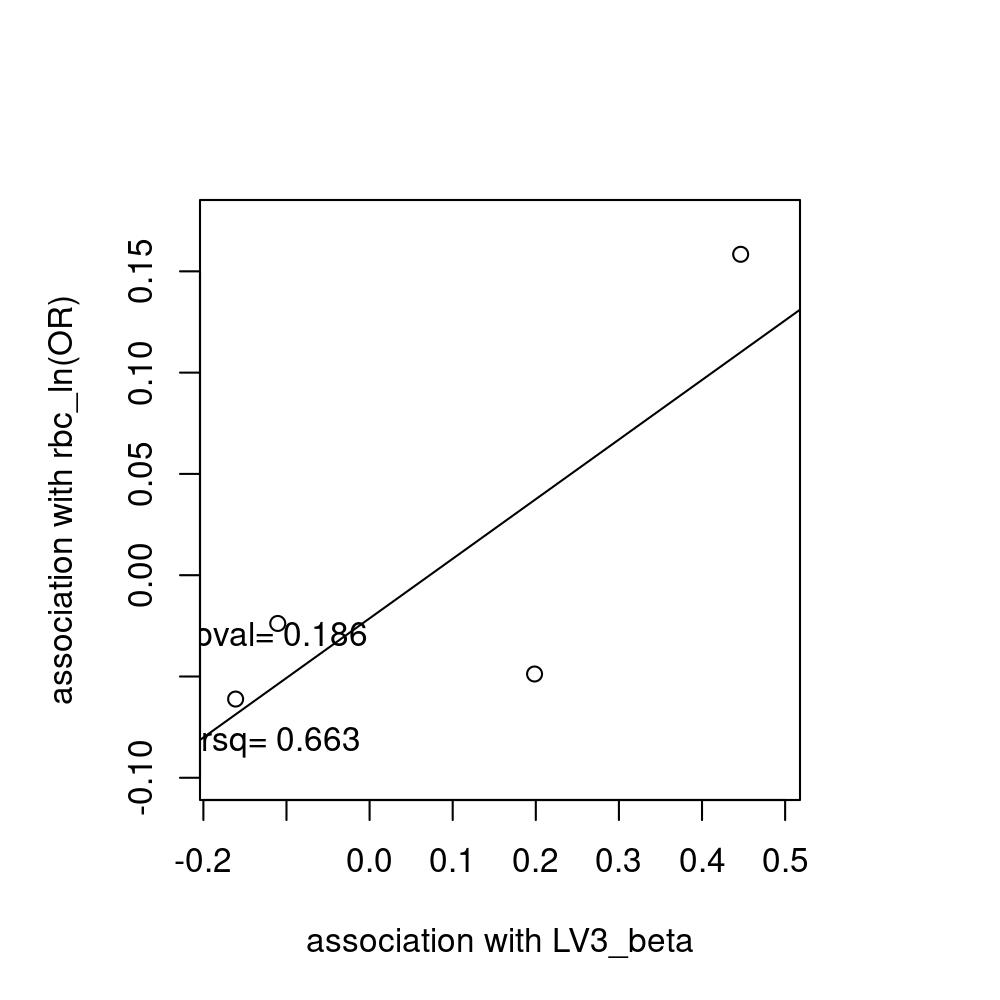 association with rbc_ln(OR)
0.15
0.10
0.05
0.00
-0.10
pval= 0.186
rsq= 0.663
-0.2 0.0 0.1 0.2 0.3 0.4 0.5
association with LV3_beta